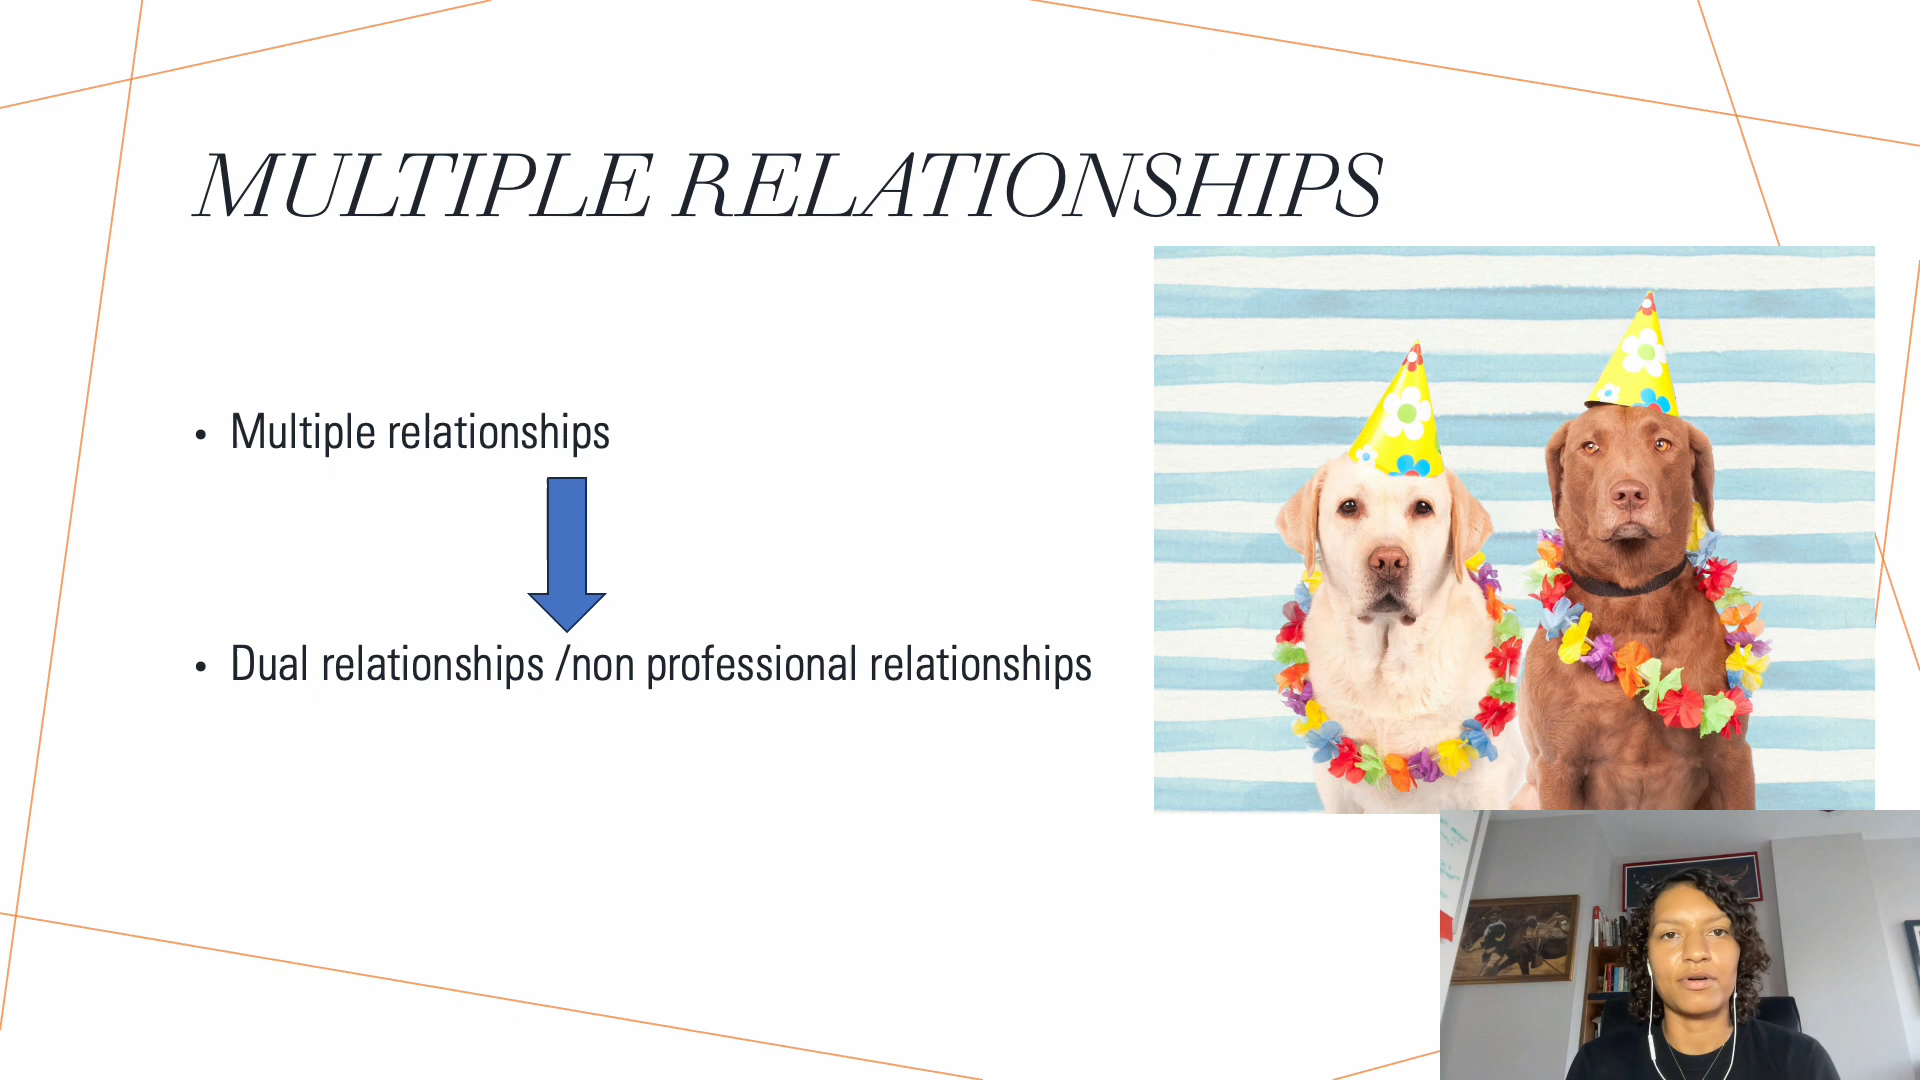 MULTIPLE RELATIONSHIPS
• Multiple relationships
• Dual relationships /non professional relationships